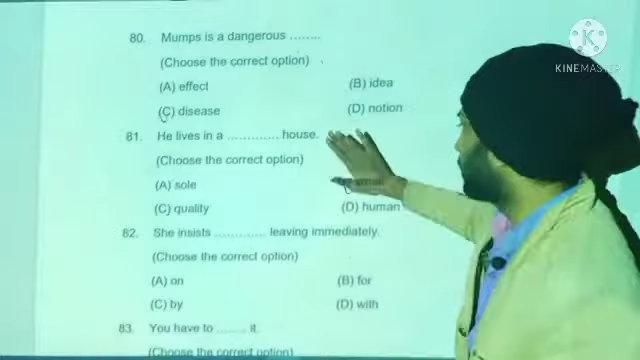 KINEMASTER
80. Mumps is a dangerous ........
(Choose the correct option)
(A) effect (B) idea
(C) disease (D) notion
81. He lives in a ............ house.
(Choose the correct option)
(A) sole small
(C) quality (D) human
82. She insists ............ leaving immediately.
(Choose the correct option)
(A) on (B) for
(C) by (D) with
83. You have to ....... it.
(Choose the correct option)